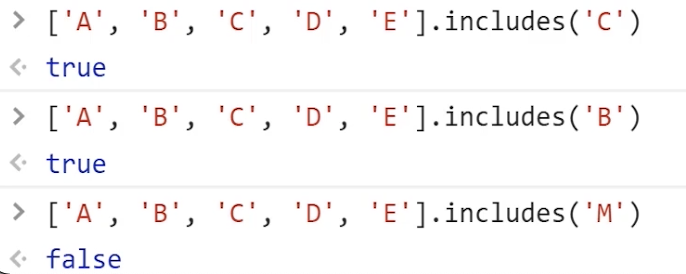 > ['A', 'B', 'C', 'D', 'E'].includes('C')
< true
> ['A', 'B', 'C', 'D', 'E'].includes('B')
< true
> ['A', 'B', 'C', 'D', 'E'].includes('M')
< false